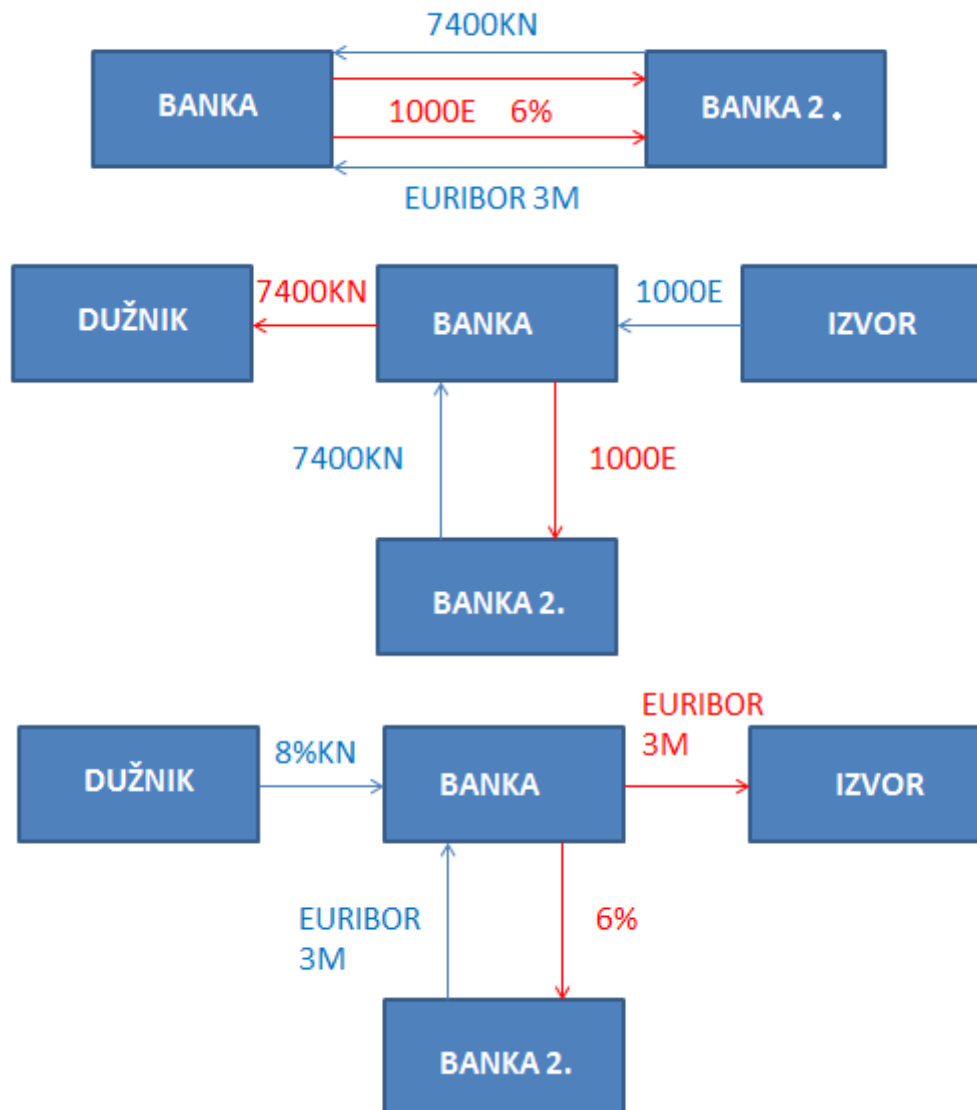 7400KN
BANKA
1000E 6%
BANKA 2 .
EURIBOR 3M
DUŽNIK
7400KN
BANKA
1000E
IZVOR
7400KN
1000E
BANKA 2.
DUŽNIK
8%KN
BANKA
EURIBOR
3M
IZVOR
EURIBOR
3M
6%
BANKA 2.